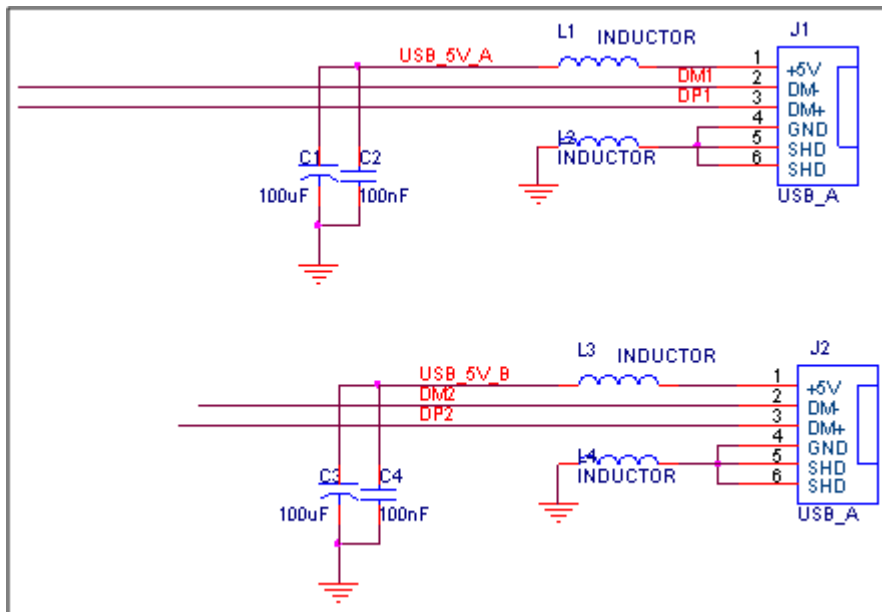 L1 INDUCTOR J1
USB_5V_A 1 +5V
DM1 2 DM-
DP1 3 DM+
4 GND
L2 5 SHD
INDUCTOR 6 SHD
C1 C2
100uF 100nF
USB_A
L3 INDUCTOR J2
USB_5V_B 1 +5V
DM2 2 DM-
DP2 3 DM+
4 GND
L4 5 SHD
INDUCTOR 6 SHD
C3 C4
100uF 100nF
USB_A